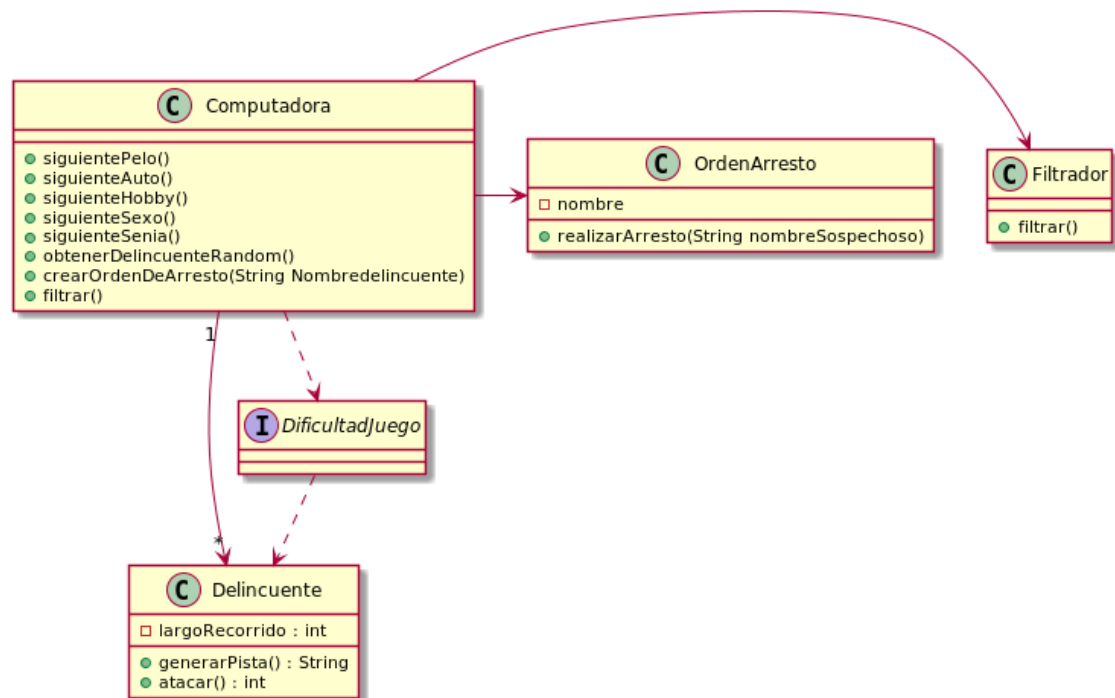 C Computadora
siguientePelo()
siguienteAuto()
siguienteHobby()
siguienteSexo()
siguienteSenia()
obtenerDelincuenteRandom()
crearOrdenDeArresto(String Nombredelincuente)
filtrar()
C OrdenArresto
nombre
realizarArresto(String nombreSospechoso)
C Filtrador
filtrar()
1
I DificultadJuego
*
C Delincuente
largoRecorrido : int
generarPista() : String
atacar() : int